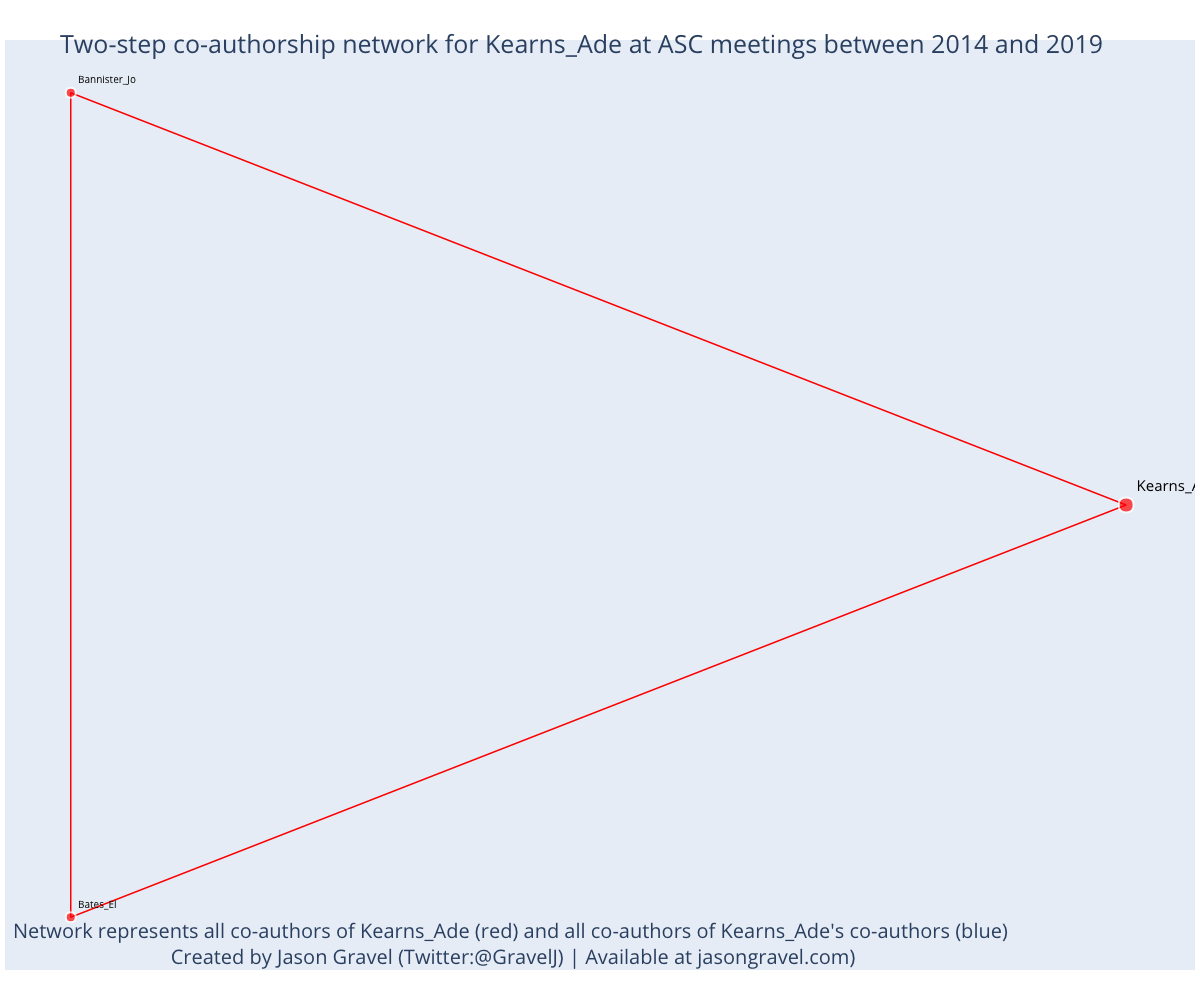 Two-step co-authorship network for Kearns_Ade at ASC meetings between 2014 and 2019
Bannister_Jo
Kearns_A
Bates_El
Network represents all co-authors of Kearns_Ade (red) and all co-authors of Kearns_Ade's co-authors (blue)
Created by Jason Gravel (Twitter:@GravelJ) | Available at jasongravel.com)